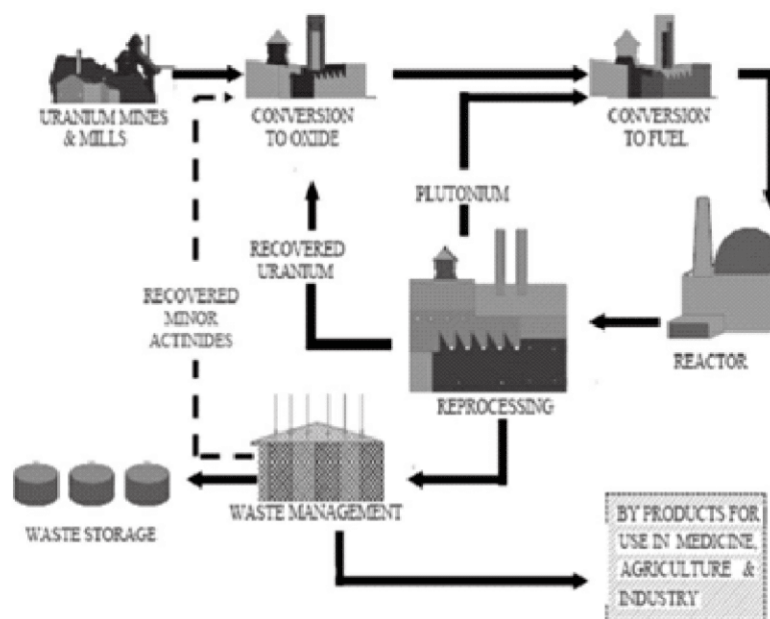 URANIUM MINES
& MILLS
CONVERSION
TO OXIDE
CONVERSION
TO FUEL
PLUTONIUM
RECOVERED
URANIUM
RECOVERED
MINOR
ACTINIDES
REACTOR
REPROCESSING
WASTE MANAGEMENT
WASTE STORAGE
BY PRODUCTS FOR
USE IN MEDICINE,
AGRICULTURE &
INDUSTRY